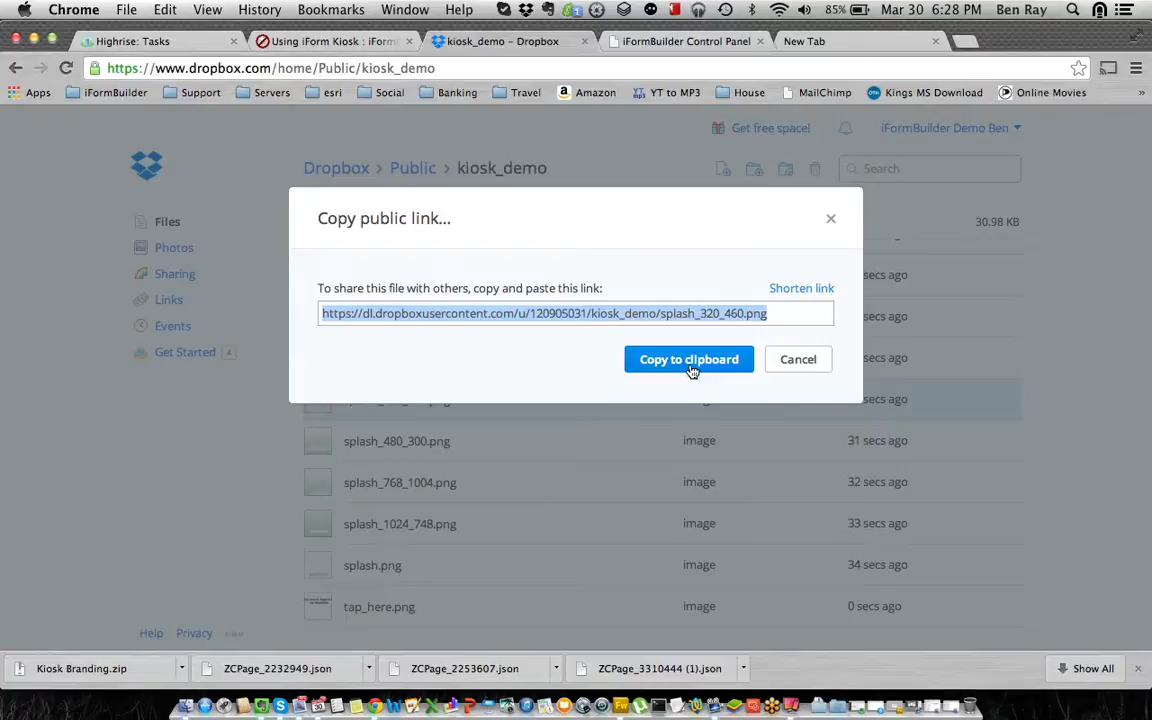 Chrome File Edit View History Bookmarks Window Help 85% Mar 30 6:28 PM Ben Ray
Highrise: Tasks
Using iForm Kiosk : iForm
kiosk_demo – Dropbox
iFormBuilder Control Panel
New Tab
https://www.dropbox.com/home/Public/kiosk_demo
Apps iFormBuilder Support Servers esri Social Banking Travel Amazon YT to MP3 House MailChimp Kings MS Download Online Movies »
Get free space!
iFormBuilder Demo Ben
Dropbox > Public > kiosk_demo
Search
Files
Photos
Sharing
Links
Events
Get Started 4
30.98 KB
Copy public link...
To share this file with others, copy and paste this link:
Shorten link
https://dl.dropboxusercontent.com/u/120905031/kiosk_demo/splash_320_460.png
Copy to clipboard
Cancel
secs ago
secs ago
secs ago
secs ago
splash_480_300.png image 31 secs ago
splash_768_1004.png image 32 secs ago
splash_1024_748.png image 33 secs ago
splash.png image 34 secs ago
tap_here.png image 0 secs ago
Help Privacy
Kiosk Branding.zip
ZCPage_2232949.json
ZCPage_2253607.json
ZCPage_3310444 (1).json
Show All